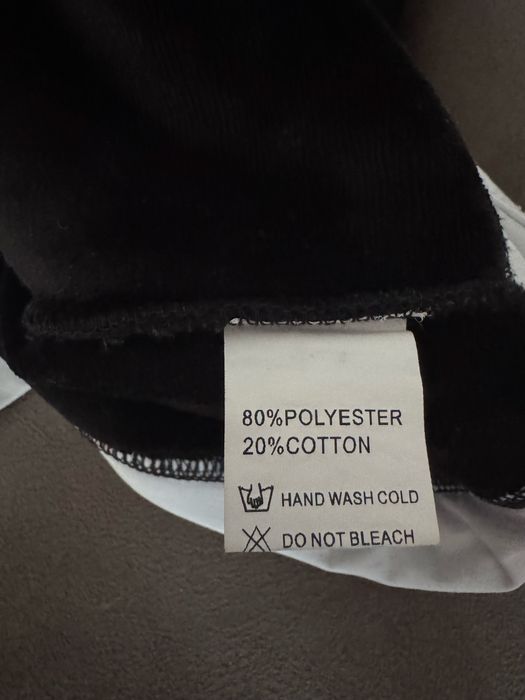 80%POLYESTER
20%COTTON
HAND WASH COLD
DO NOT BLEACH